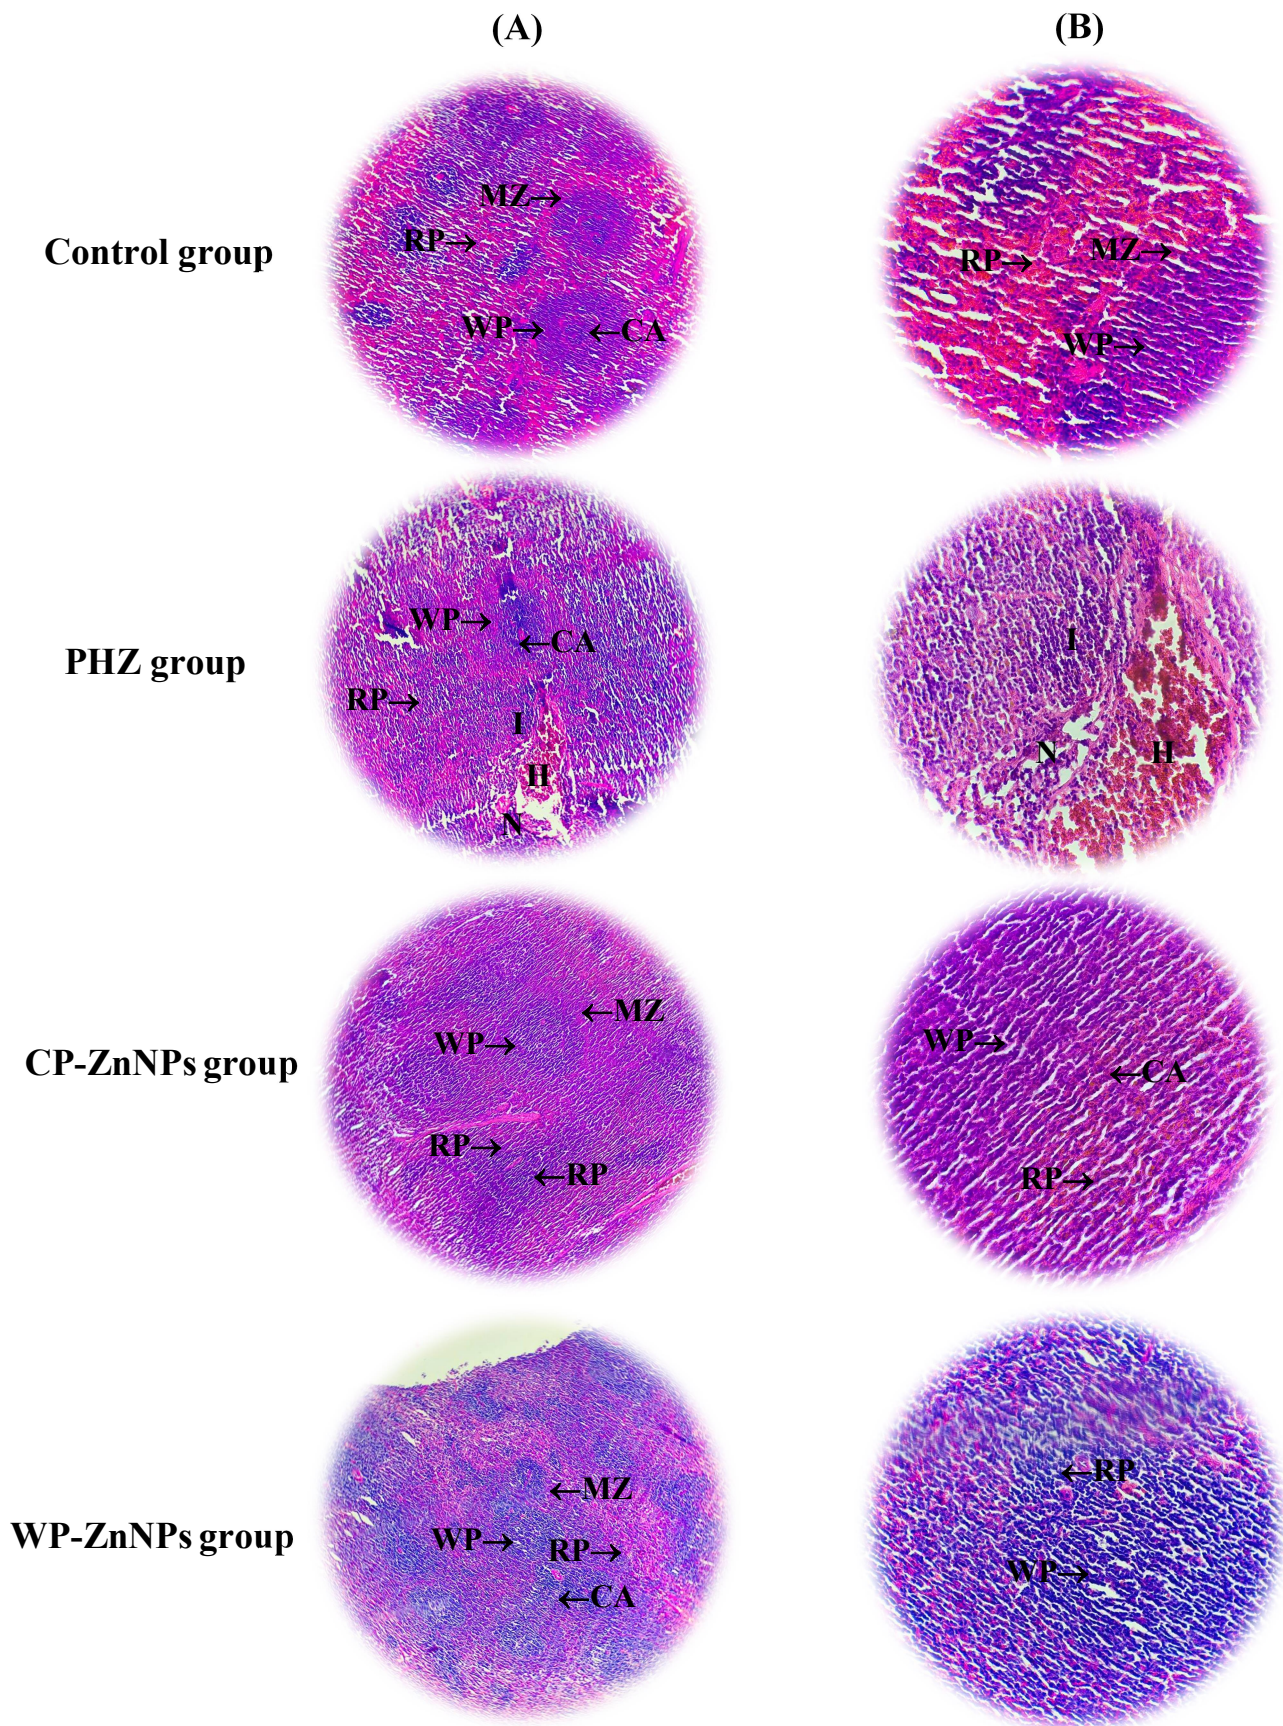 (A) (B)
Control group
MZ→
RP→
WP→ ←CA
RP→ MZ→
WP→
PHZ group
WP→
←CA
RP→
I
H
N
I
N H
CP-ZnNPs group
←MZ
WP→
RP→
←RP
WP→
←CA
RP→
WP-ZnNPs group
←MZ
WP→
RP→
←CA
←RP
WP→